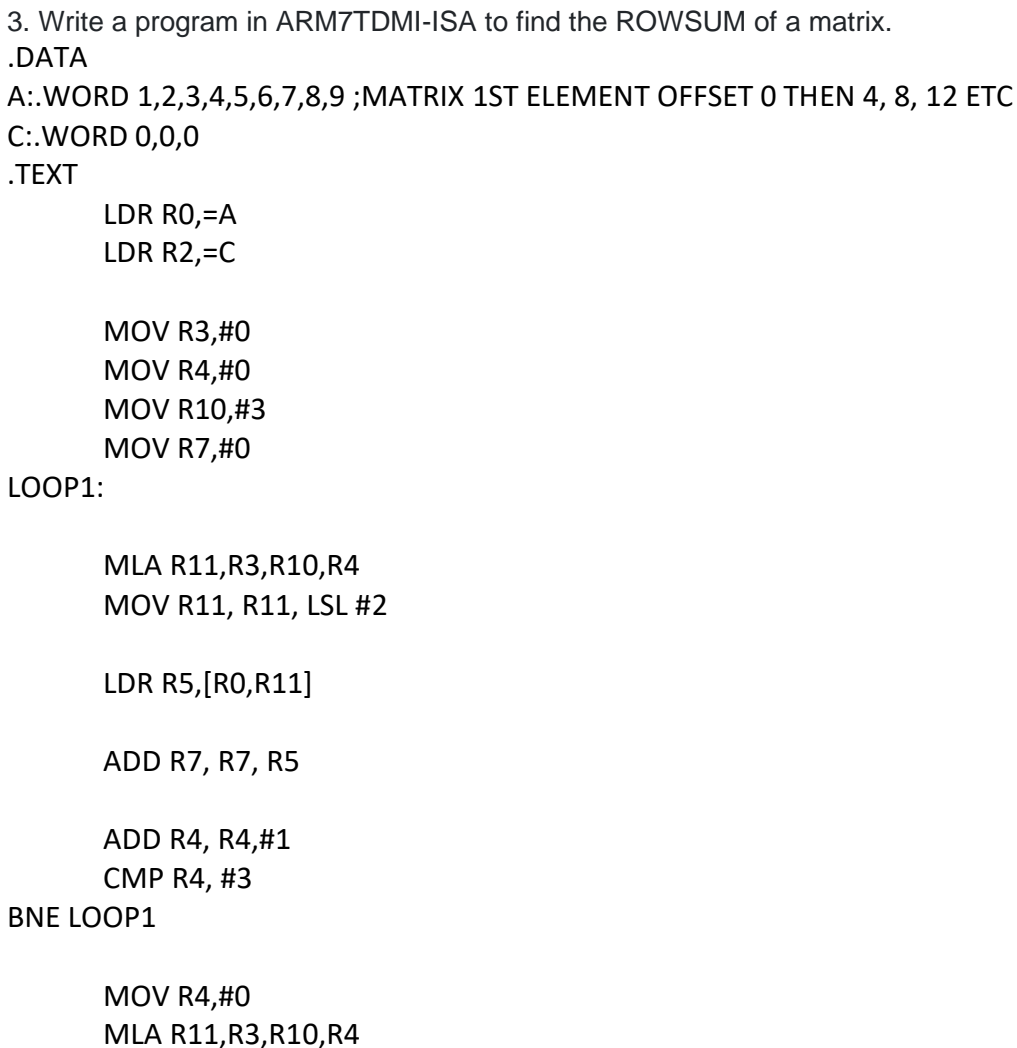 3. Write a program in ARM7TDMI-ISA to find the ROWSUM of a matrix.
.DATA
A:.WORD 1,2,3,4,5,6,7,8,9 ;MATRIX 1ST ELEMENT OFFSET 0 THEN 4, 8, 12 ETC
C:.WORD 0,0,0
.TEXT
LDR R0,=A
LDR R2,=C
MOV R3,#0
MOV R4,#0
MOV R10,#3
MOV R7,#0
LOOP1:
MLA R11,R3,R10,R4
MOV R11, R11, LSL #2
LDR R5,[R0,R11]
ADD R7, R7, R5
ADD R4, R4,#1
CMP R4, #3
BNE LOOP1
MOV R4,#0
MLA R11,R3,R10,R4